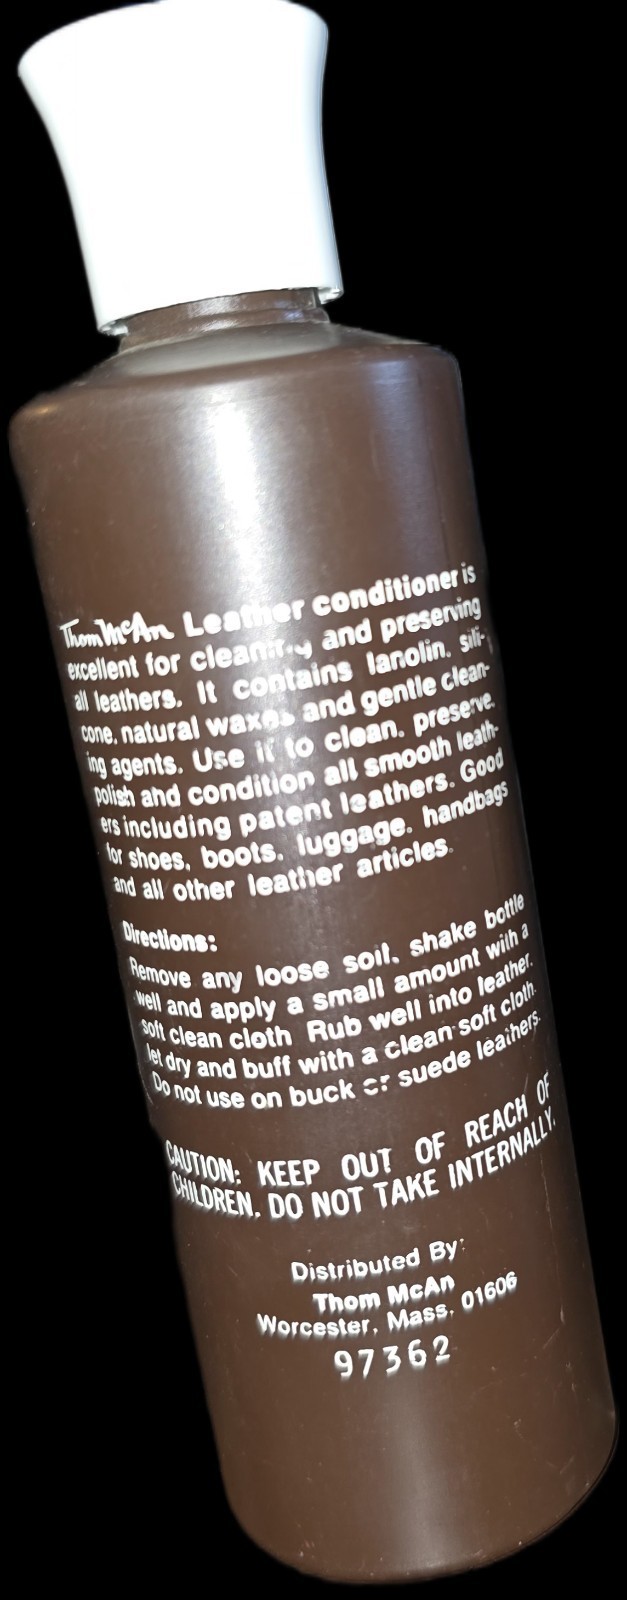 Thom McAn Leather conditioner is
excellent for cleaning and preserving
all leathers. It contains lanolin, sili-
cone, natural waxes and gentle clean-
ing agents. Use it to clean, preserve,
polish and condition all smooth leath-
ers including patent leathers. Good
for shoes, boots, luggage, handbags
and all other leather articles.
Directions:
Remove any loose soil, shake bottle
well and apply a small amount with a
soft clean cloth. Rub well into leather,
let dry and buff with a clean soft cloth.
Do not use on buck or suede leathers.
CAUTION: KEEP OUT OF REACH OF
CHILDREN. DO NOT TAKE INTERNALLY.
Distributed By:
Thom McAn
Worcester, Mass. 01606
97362